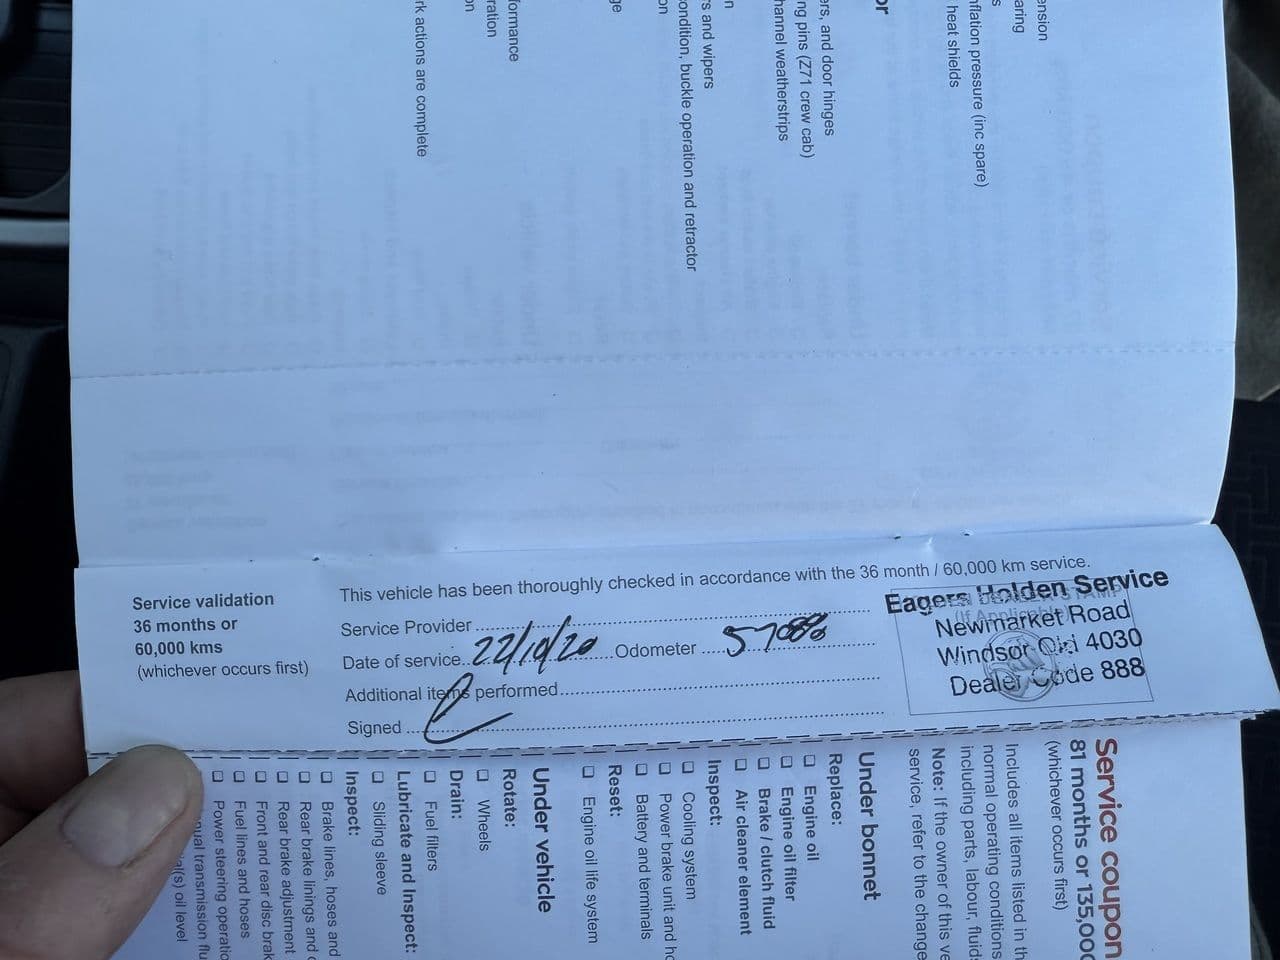 ension
aring
s
nflation pressure (inc spare)
heat shields
or
ers, and door hinges
ng pins (Z71 crew cab)
hannel weatherstrips
n
rs and wipers
ondition, buckle operation and retractor
on
ge
formance
ration
on
rk actions are complete
Service validation
36 months or
60,000 kms
(whichever occurs first)
This vehicle has been thoroughly checked in accordance with the 36 month / 60,000 km service.
Service Provider
Date of service 22/10/20 Odometer
Additional items performed
Signed
Eagers Holden Service
(If Applicable)
Newmarket Road
Windsor Qld 4030
Dealer Code 888
Service coupon
81 months or 135,000
(whichever occurs first)
Includes all items listed in th
normal operating conditions
including parts, labour, fluids
Note: If the owner of this ve
service, refer to the change
Under bonnet
Replace:
❑ Engine oil
❑ Engine oil filter
❑ Brake / clutch fluid
❑ Air cleaner element
Inspect:
❑ Cooling system
❑ Power brake unit and ho
❑ Battery and terminals
Reset:
❑ Engine oil life system
Under vehicle
Rotate:
❑ Wheels
Drain:
❑ Fuel filters
Lubricate and Inspect:
❑ Sliding sleeve
Inspect:
❑ Brake lines, hoses and
❑ Rear brake linings and
❑ Rear brake adjustment
❑ Front and rear disc brak
❑ Fuel lines and hoses
❑ Power steering operatio
nual transmission flu
al(s) oil level